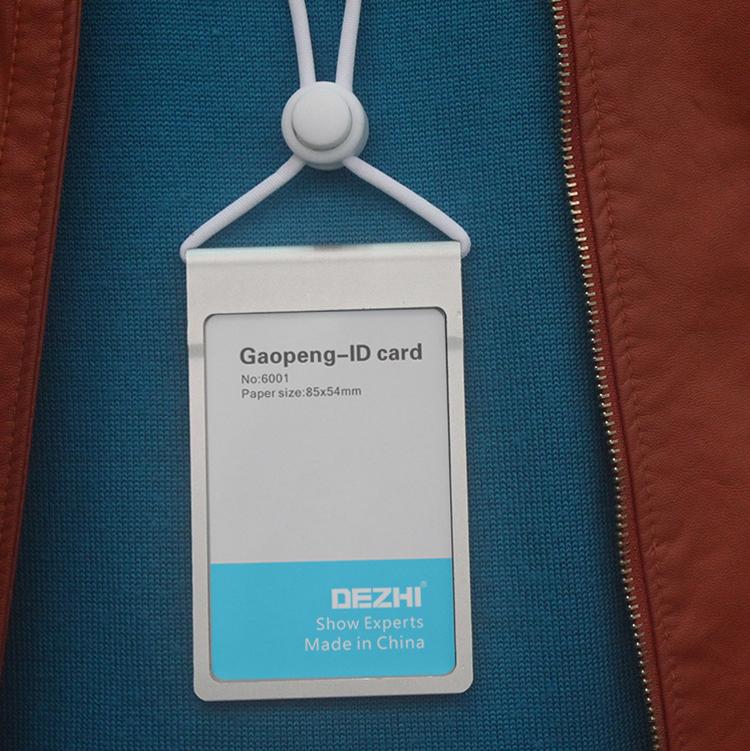 Gaopeng-ID card
No:6001
Paper size:85x54mm
DEZHI®
Show Experts
Made in China